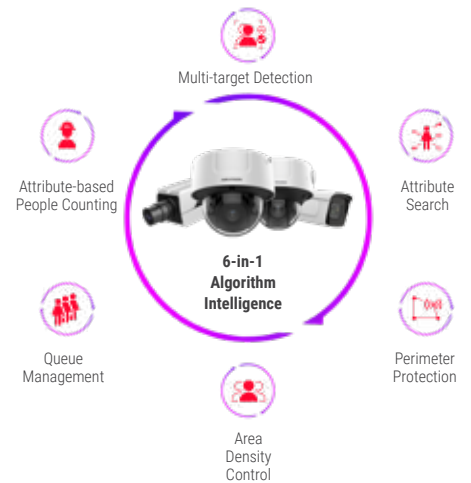 Multi-target Detection
Attribute-based
People Counting
Attribute
Search
6-in-1
Algorithm
Intelligence
Queue
Management
Perimeter
Protection
Area
Density
Control